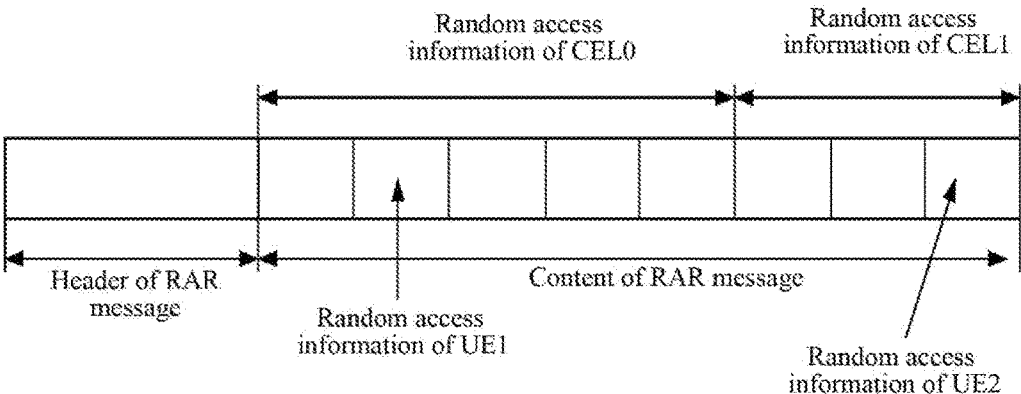 Random access
information of CEL0
Random access
information of CEL1
Header of RAR
message
Content of RAR message
Random access
information of UE1
Random access
information of UE2